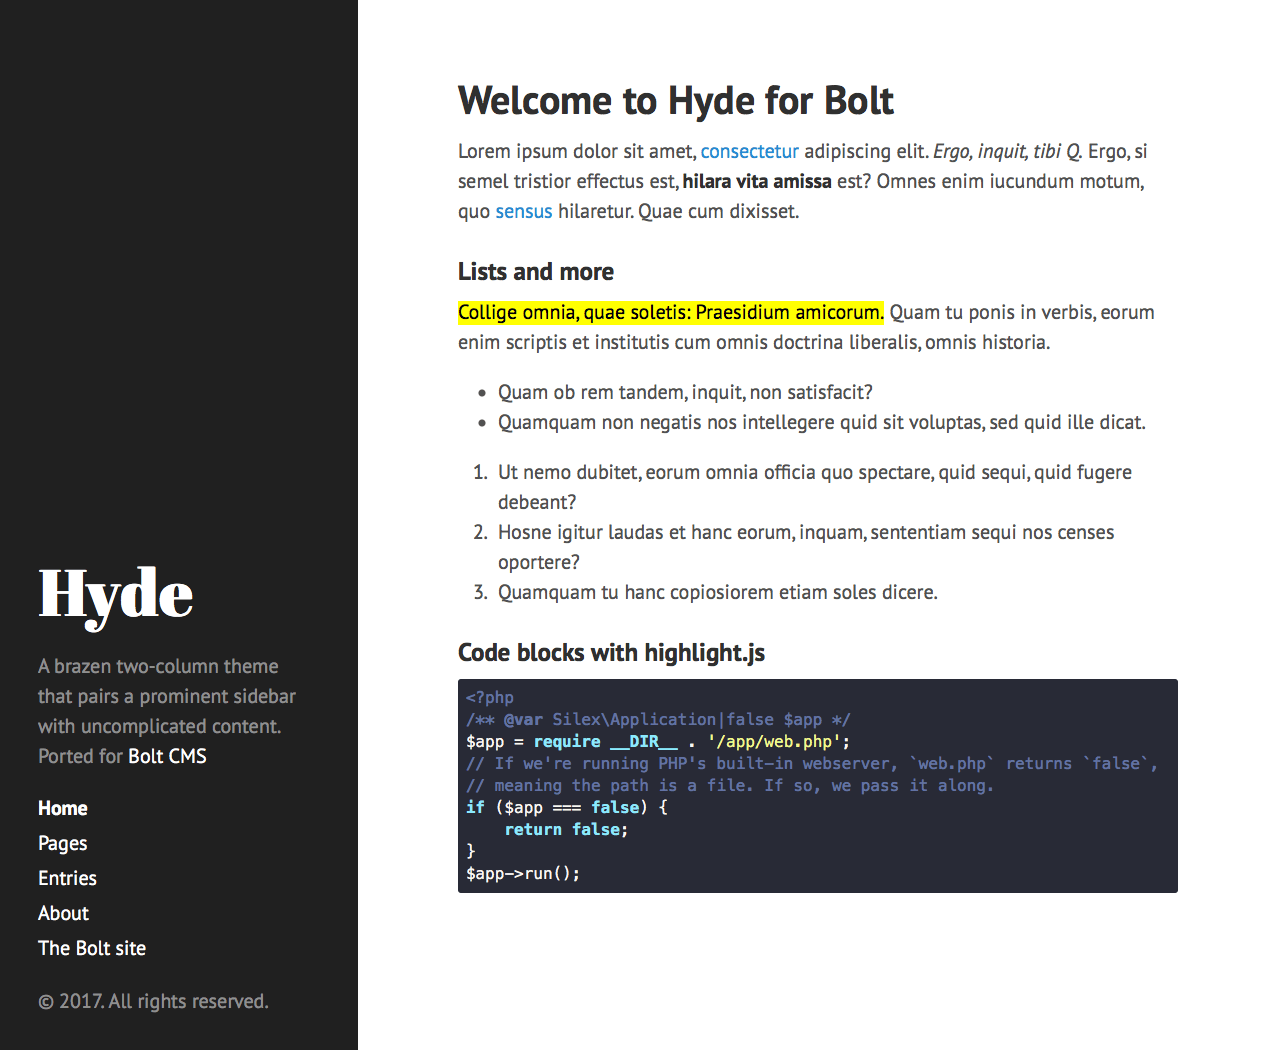 Hyde
A brazen two-column theme
that pairs a prominent sidebar
with uncomplicated content.
Ported for Bolt CMS
Home
Pages
Entries
About
The Bolt site
© 2017. All rights reserved.
Welcome to Hyde for Bolt
Lorem ipsum dolor sit amet, consectetur adipiscing elit. Ergo, inquit, tibi Q. Ergo, si
semel tristior effectus est, hilara vita amissa est? Omnes enim iucundum motum,
quo sensus hilaretur. Quae cum dixisset.
Lists and more
Collige omnia, quae soletis: Praesidium amicorum. Quam tu ponis in verbis, eorum
enim scriptis et institutis cum omnis doctrina liberalis, omnis historia.
• Quam ob rem tandem, inquit, non satisfacit?
• Quamquam non negatis nos intellegere quid sit voluptas, sed quid ille dicat.
1. Ut nemo dubitet, eorum omnia officia quo spectare, quid sequi, quid fugere
debeant?
2. Hosne igitur laudas et hanc eorum, inquam, sententiam sequi nos censes
oportere?
3. Quamquam tu hanc copiosiorem etiam soles dicere.
Code blocks with highlight.js
<?php
/** @var Silex\Application|false $app */
$app = require __DIR__ . '/app/web.php';
// If we're running PHP's built-in webserver, `web.php` returns `false`,
// meaning the path is a file. If so, we pass it along.
if ($app === false) {
    return false;
}
$app->run();